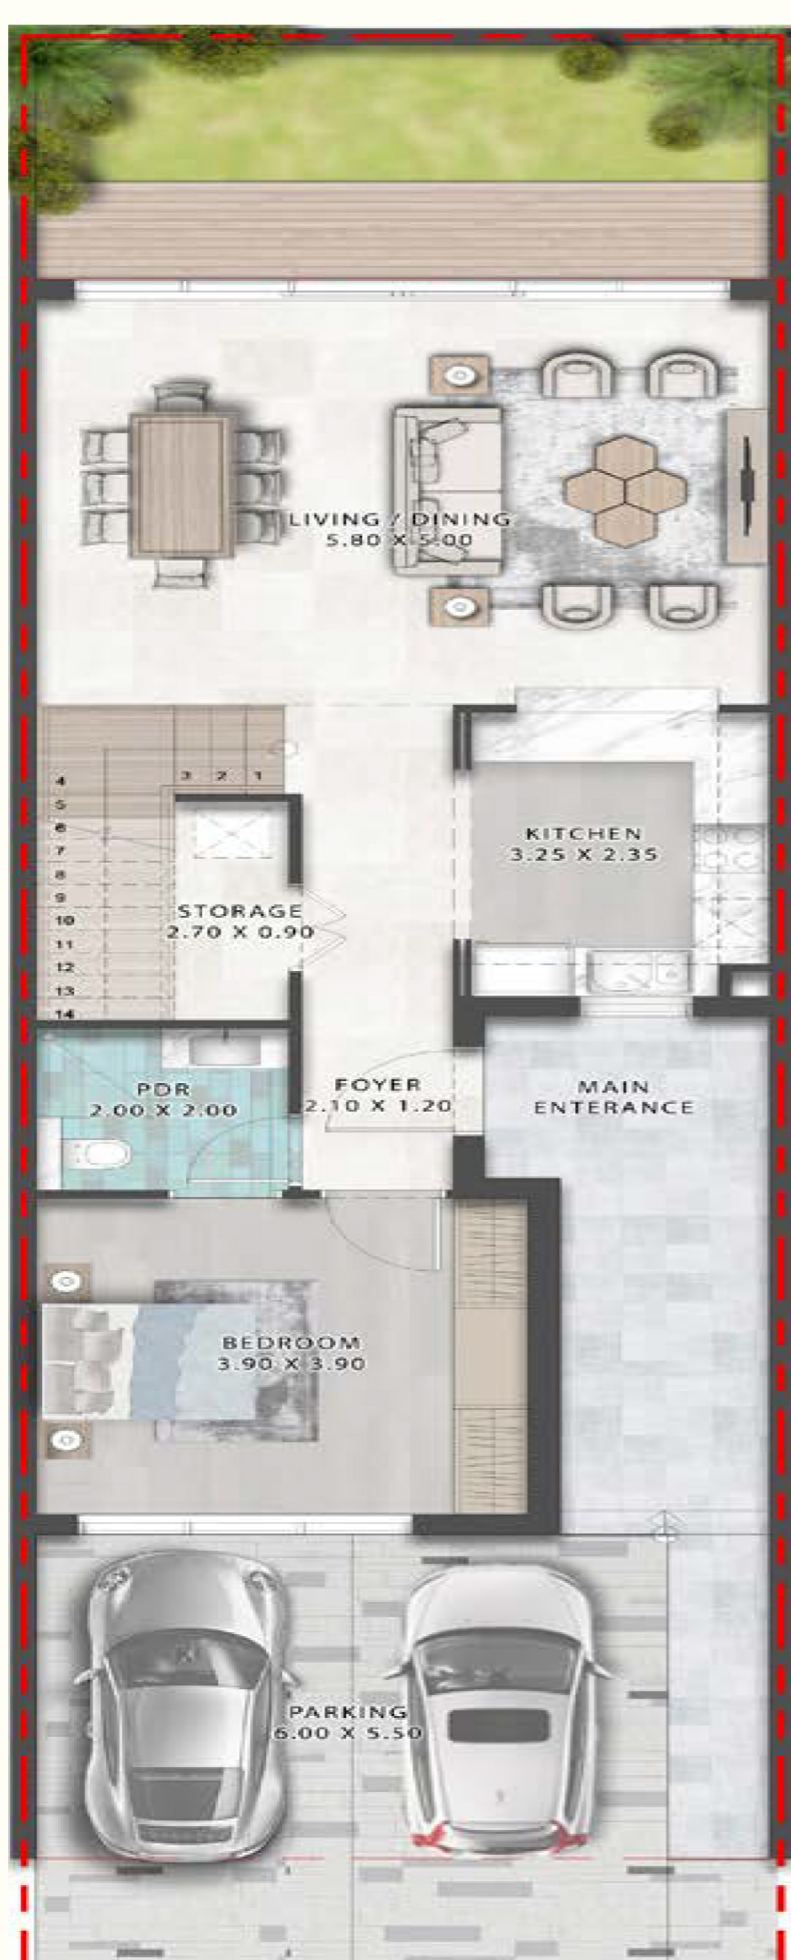 LIVING / DINING
5.80 X 5.00
3 2 1
4
5
6
7
8
9
10
11
12
13
14
KITCHEN
3.25 X 2.35
STORAGE
2.70 X 0.90
PDR
2.00 X 2.00
FOYER
2.10 X 1.20
MAIN
ENTERANCE
BEDROOM
3.90 X 3.90
PARKING
6.00 X 5.50